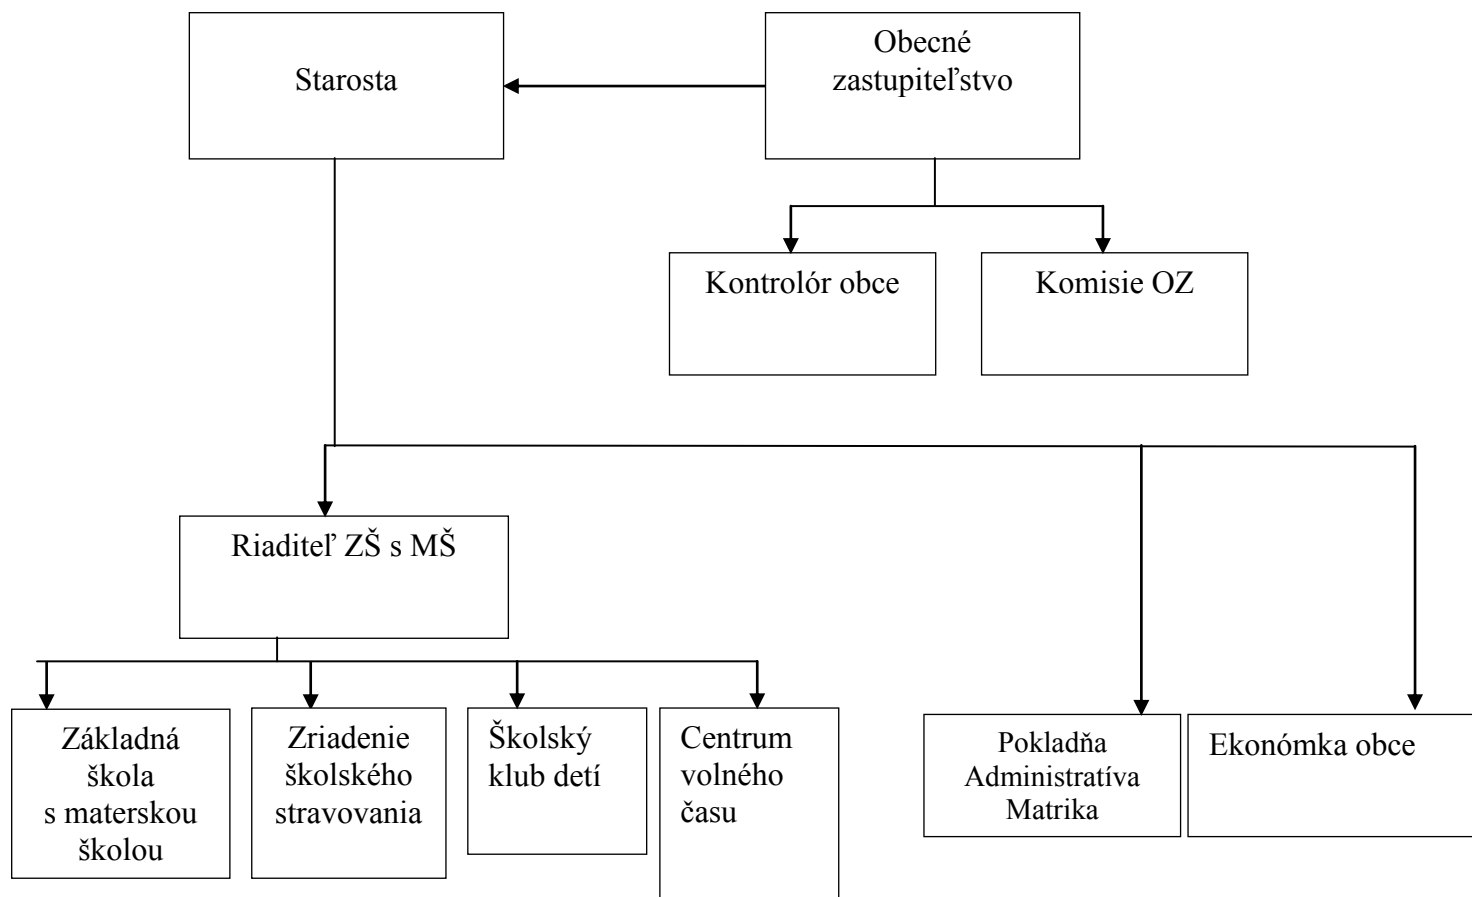 Starosta
Obecné
zastupiteľstvo
Kontrolór obce
Komisie OZ
Riaditeľ ZŠ s MŠ
Základná
škola
s materskou
školou
Zriadenie
školského
stravovania
Školský
klub detí
Centrum
volného
času
Pokladňa
Administratíva
Matrika
Ekonómka obce